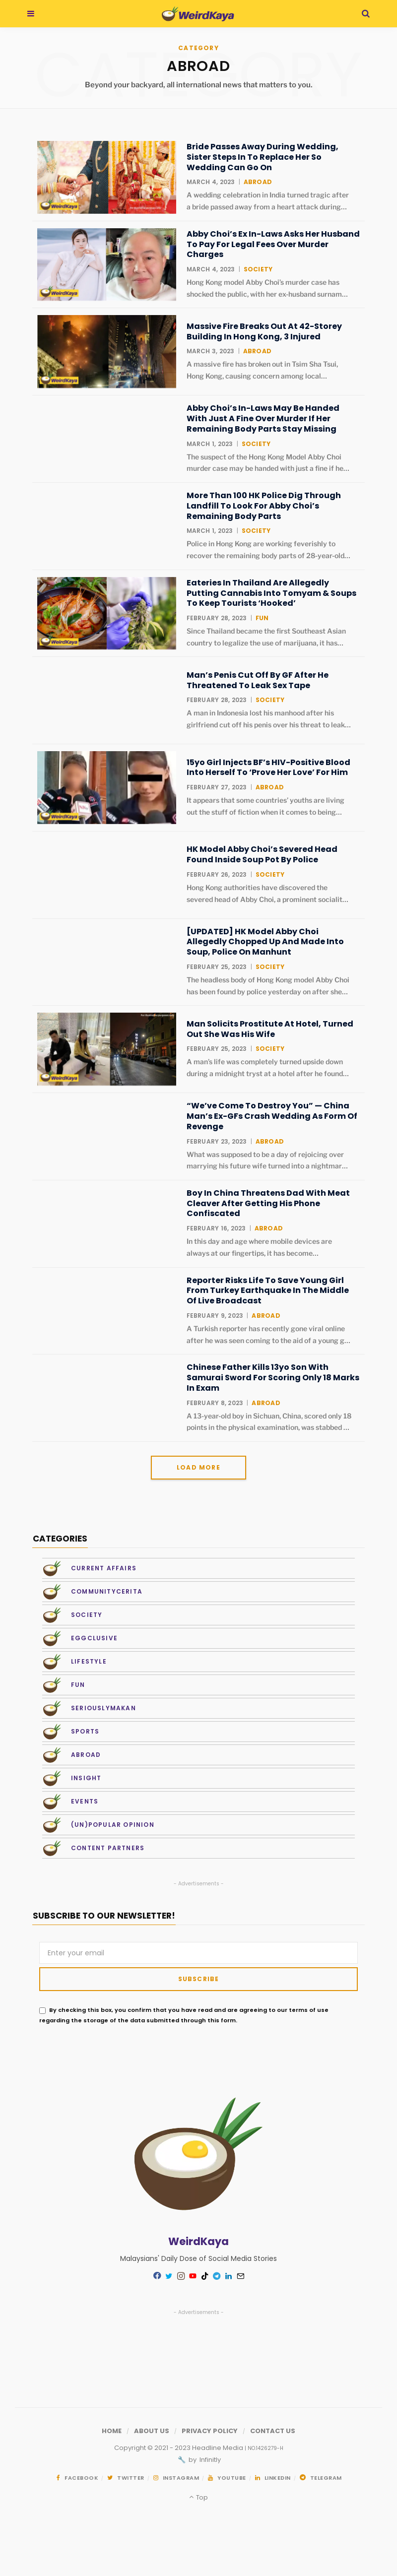 WeirdKaya
CATEGORY
ABROAD
Beyond your backyard, all international news that matters to you.
Bride Passes Away During Wedding,
Sister Steps In To Replace Her So
Wedding Can Go On
MARCH 4, 2023 | ABROAD
A wedding celebration in India turned tragic after
a bride passed away from a heart attack during…
Abby Choi’s Ex In-Laws Asks Her Husband
To Pay For Legal Fees Over Murder
Charges
MARCH 4, 2023 | SOCIETY
Hong Kong model Abby Choi’s murder case has
shocked the public, with her ex-husband surnam…
Massive Fire Breaks Out At 42-Storey
Building In Hong Kong, 3 Injured
MARCH 3, 2023 | ABROAD
A massive fire has broken out in Tsim Sha Tsui,
Hong Kong, causing concern among local…
Abby Choi’s In-Laws May Be Handed
With Just A Fine Over Murder If Her
Remaining Body Parts Stay Missing
MARCH 1, 2023 | SOCIETY
The suspect of the Hong Kong Model Abby Choi
murder case may be handed with just a fine if he…
More Than 100 HK Police Dig Through
Landfill To Look For Abby Choi’s
Remaining Body Parts
MARCH 1, 2023 | SOCIETY
Police in Hong Kong are working feverishly to
recover the remaining body parts of 28-year-old…
Eateries In Thailand Are Allegedly
Putting Cannabis Into Tomyam & Soups
To Keep Tourists ‘Hooked’
FEBRUARY 28, 2023 | FUN
Since Thailand became the first Southeast Asian
country to legalize the use of marijuana, it has…
Man’s Penis Cut Off By GF After He
Threatened To Leak Sex Tape
FEBRUARY 28, 2023 | SOCIETY
A man in Indonesia lost his manhood after his
girlfriend cut off his penis over his threat to leak…
15yo Girl Injects BF’s HIV-Positive Blood
Into Herself To ‘Prove Her Love’ For Him
FEBRUARY 27, 2023 | ABROAD
It appears that some countries’ youths are living
out the stuff of fiction when it comes to being…
HK Model Abby Choi’s Severed Head
Found Inside Soup Pot By Police
FEBRUARY 26, 2023 | SOCIETY
Hong Kong authorities have discovered the
severed head of Abby Choi, a prominent socialit…
[UPDATED] HK Model Abby Choi
Allegedly Chopped Up And Made Into
Soup, Police On Manhunt
FEBRUARY 25, 2023 | SOCIETY
The headless body of Hong Kong model Abby Choi
has been found by police yesterday on after she…
Man Solicits Prostitute At Hotel, Turned
Out She Was His Wife
FEBRUARY 25, 2023 | SOCIETY
A man’s life was completely turned upside down
during a midnight tryst at a hotel after he found…
“We’ve Come To Destroy You” — China
Man’s Ex-GFs Crash Wedding As Form Of
Revenge
FEBRUARY 23, 2023 | ABROAD
What was supposed to be a day of rejoicing over
marrying his future wife turned into a nightmar…
Boy In China Threatens Dad With Meat
Cleaver After Getting His Phone
Confiscated
FEBRUARY 16, 2023 | ABROAD
In this day and age where mobile devices are
always at our fingertips, it has become…
Reporter Risks Life To Save Young Girl
From Turkey Earthquake In The Middle
Of Live Broadcast
FEBRUARY 9, 2023 | ABROAD
A Turkish reporter has recently gone viral online
after he was seen coming to the aid of a young g…
Chinese Father Kills 13yo Son With
Samurai Sword For Scoring Only 18 Marks
In Exam
FEBRUARY 8, 2023 | ABROAD
A 13-year-old boy in Sichuan, China, scored only 18
points in the physical examination, was stabbed …
LOAD MORE
CATEGORIES
CURRENT AFFAIRS
COMMUNITYCERITA
SOCIETY
EGGCLUSIVE
LIFESTYLE
FUN
SERIOUSLYMAKAN
SPORTS
ABROAD
INSIGHT
EVENTS
(UN)POPULAR OPINION
CONTENT PARTNERS
- Advertisements -
SUBSCRIBE TO OUR NEWSLETTER!
Enter your email
SUBSCRIBE
By checking this box, you confirm that you have read and are agreeing to our terms of use
regarding the storage of the data submitted through this form.
WeirdKaya
Malaysians' Daily Dose of Social Media Stories
- Advertisements -
HOME / ABOUT US / PRIVACY POLICY / CONTACT US
Copyright © 2021 - 2023 Headline Media | NO1426279-H
by Infinitly
FACEBOOK TWITTER INSTAGRAM YOUTUBE LINKEDIN TELEGRAM
Top